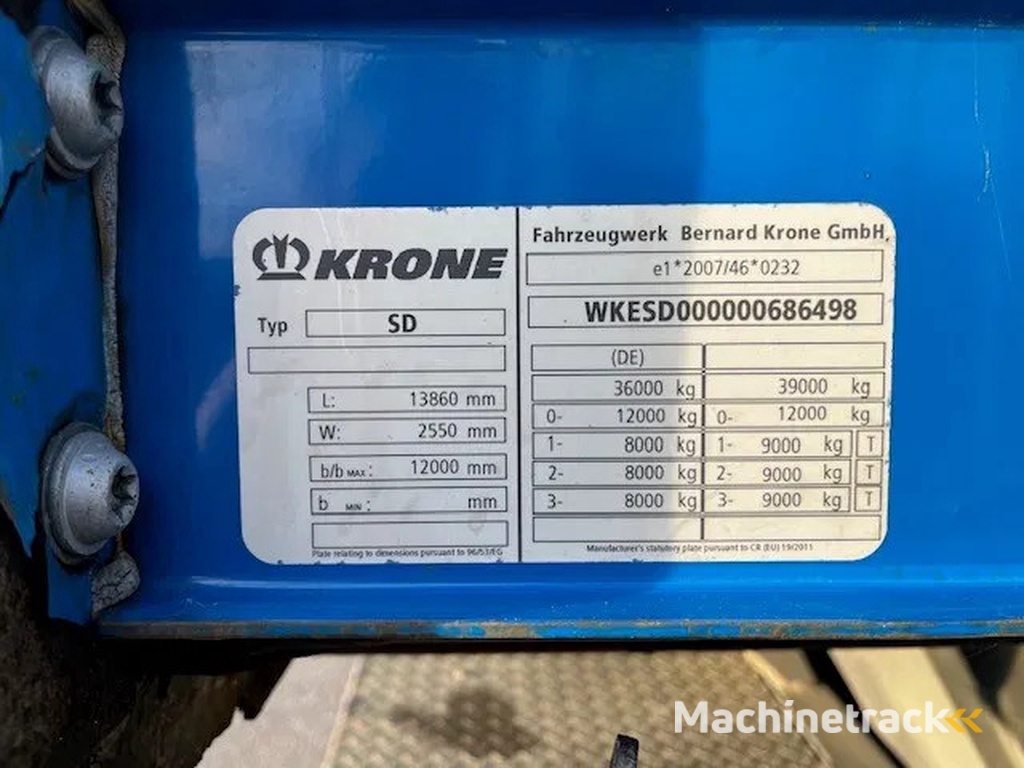 KRONE
Typ SD
L: 13860 mm
W: 2550 mm
b/b MAX: 12000 mm
b MIN: mm
Plate relating to dimensions pursuant to 96/53/EG
Fahrzeugwerk Bernard Krone GmbH,
e1*2007/46*0232
WKESD000000686498
(DE)
36000 kg 39000 kg
0- 12000 kg 0- 12000 kg
1- 8000 kg 1- 9000 kg T
2- 8000 kg 2- 9000 kg T
3- 8000 kg 3- 9000 kg T
Manufacturer's statutory plate pursuant to CR (EU) 19/2011
Machinetrack